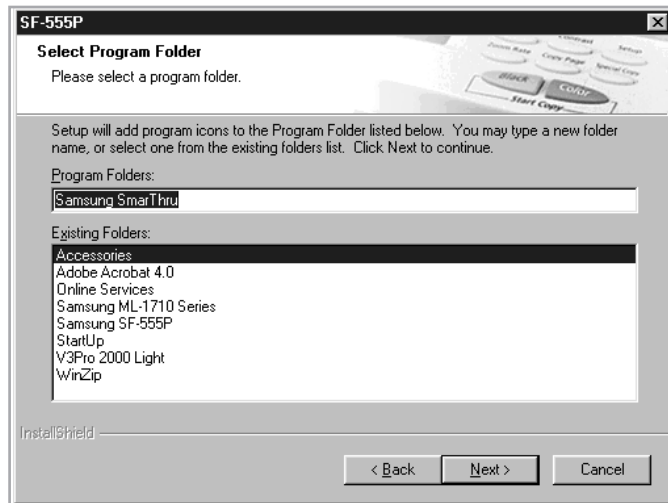 SF-555P
Select Program Folder
Please select a program folder.
Contrast
Setup
Zoom Rate Copy Page Special Copy
Black Color
Start Copy
Setup will add program icons to the Program Folder listed below. You may type a new folder
name, or select one from the existing folders list. Click Next to continue.
Program Folders:
Samsung SmarThru
Existing Folders:
Accessories
Adobe Acrobat 4.0
Online Services
Samsung ML-1710 Series
Samsung SF-555P
StartUp
V3Pro 2000 Light
WinZip
InstallShield
< Back Next > Cancel